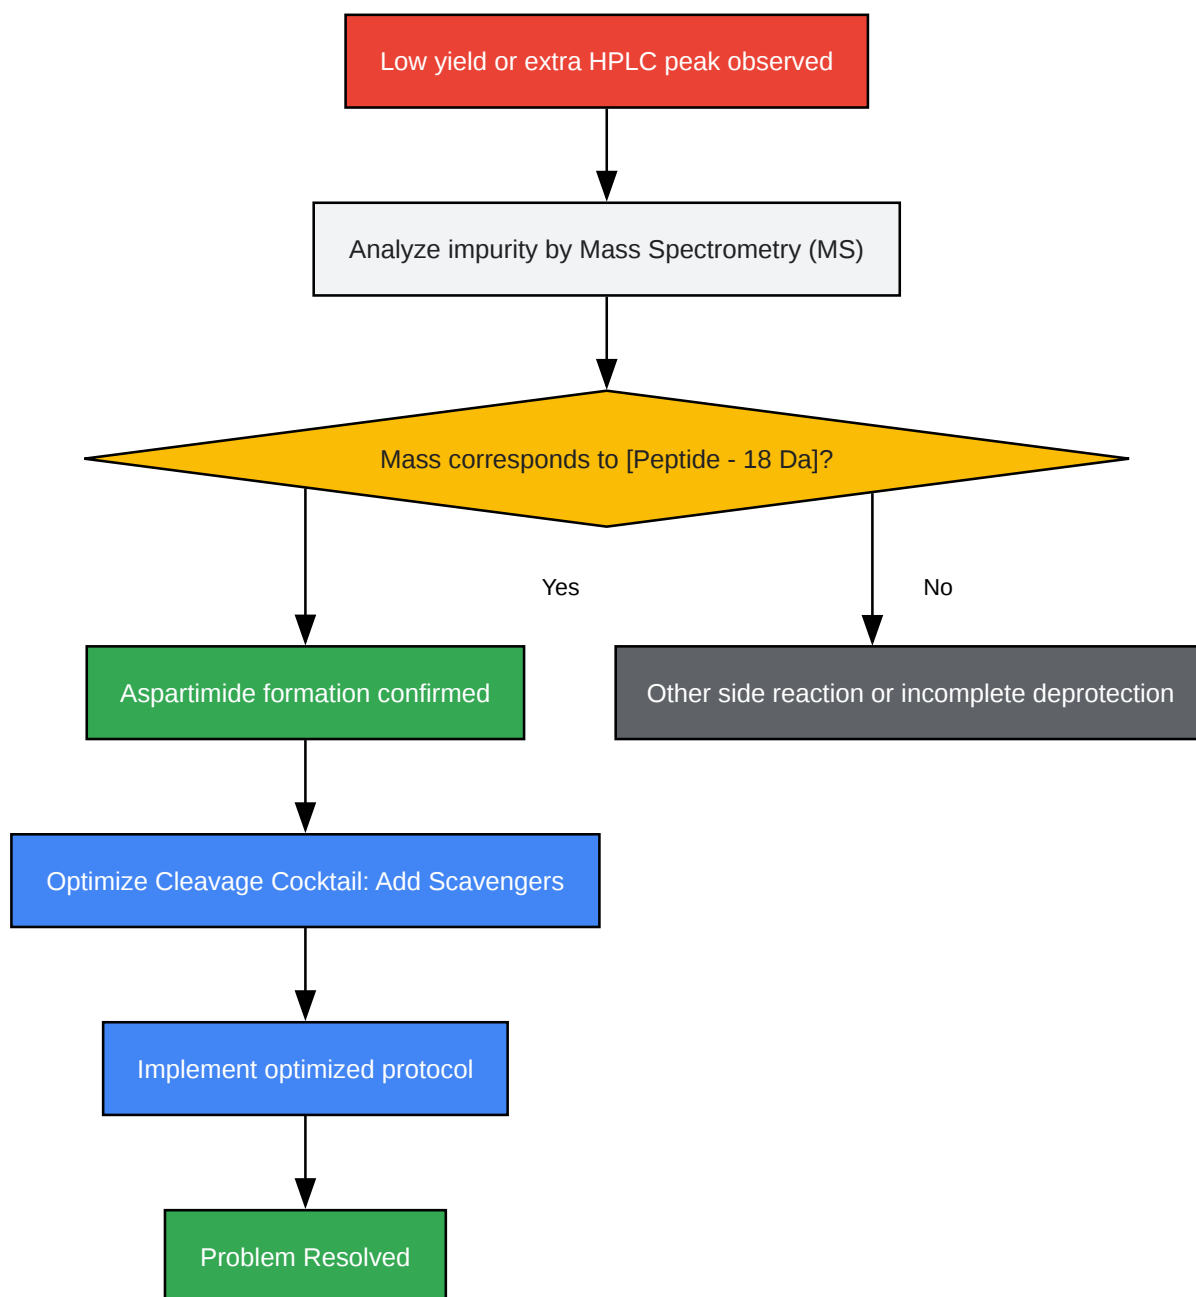 Low yield or extra HPLC peak observed
Analyze impurity by Mass Spectrometry (MS)
Mass corresponds to [Peptide - 18 Da]?
Yes
No
Aspartimide formation confirmed
Other side reaction or incomplete deprotection
Optimize Cleavage Cocktail: Add Scavengers
Implement optimized protocol
Problem Resolved